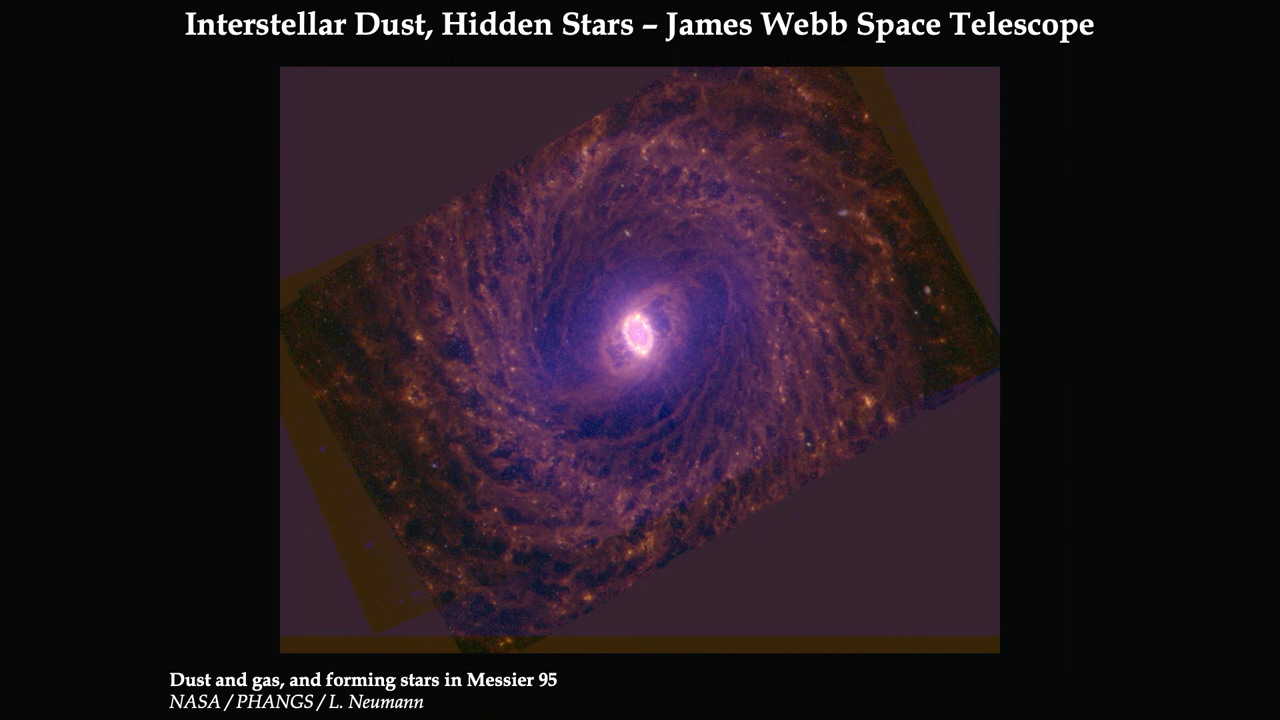 Interstellar Dust, Hidden Stars – James Webb Space Telescope
Dust and gas, and forming stars in Messier 95
NASA / PHANGS / L. Neumann